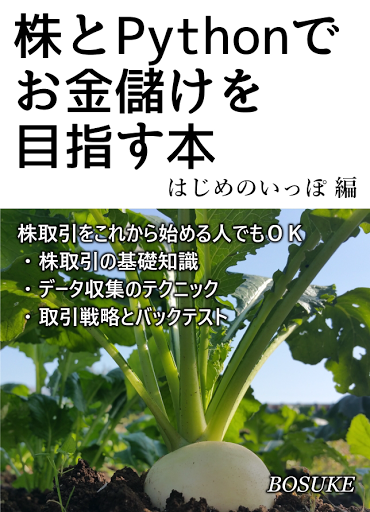 株とPythonで
お金儲けを
目指す本
はじめのいっぽ 編
株取引をこれから始める人でもOK
・ 株取引の基礎知識
・ データ収集のテクニック
・ 取引戦略とバックテスト
BOSUKE